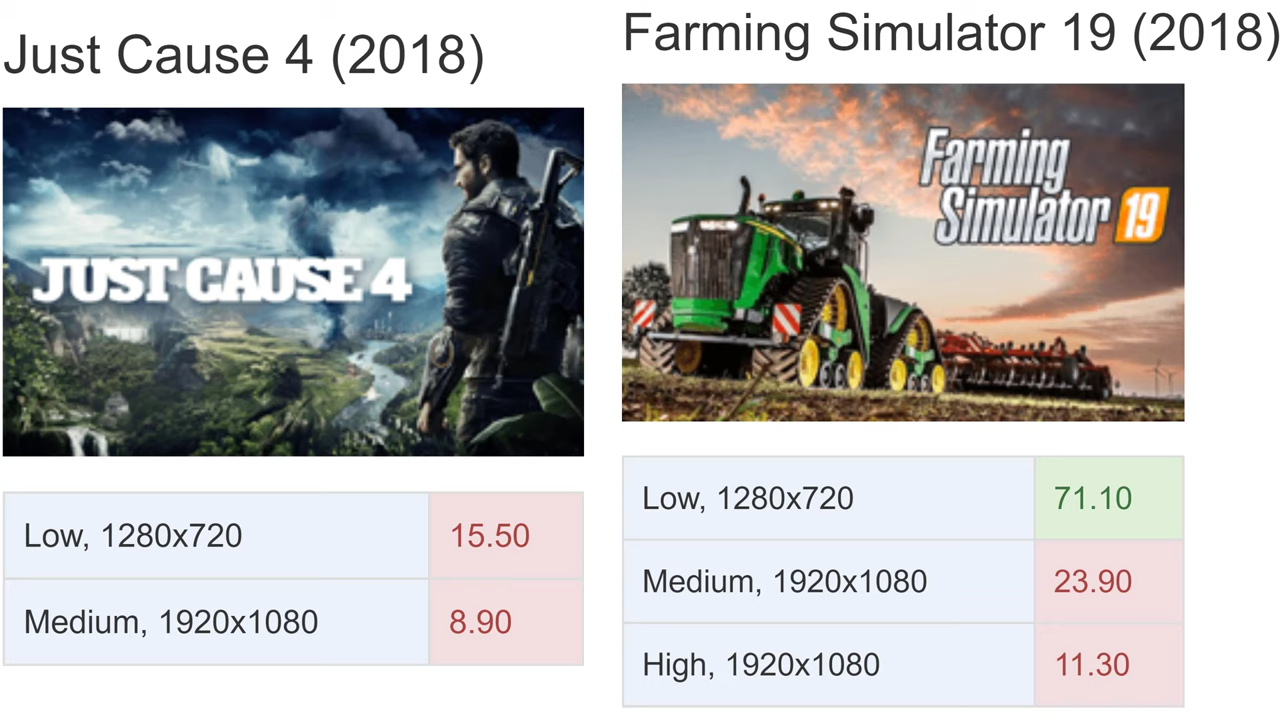 Just Cause 4 (2018)
JUST CAUSE 4
Low, 1280x720 15.50
Medium, 1920x1080 8.90
Farming Simulator 19 (2018)
Farming
Simulator 19
Low, 1280x720 71.10
Medium, 1920x1080 23.90
High, 1920x1080 11.30